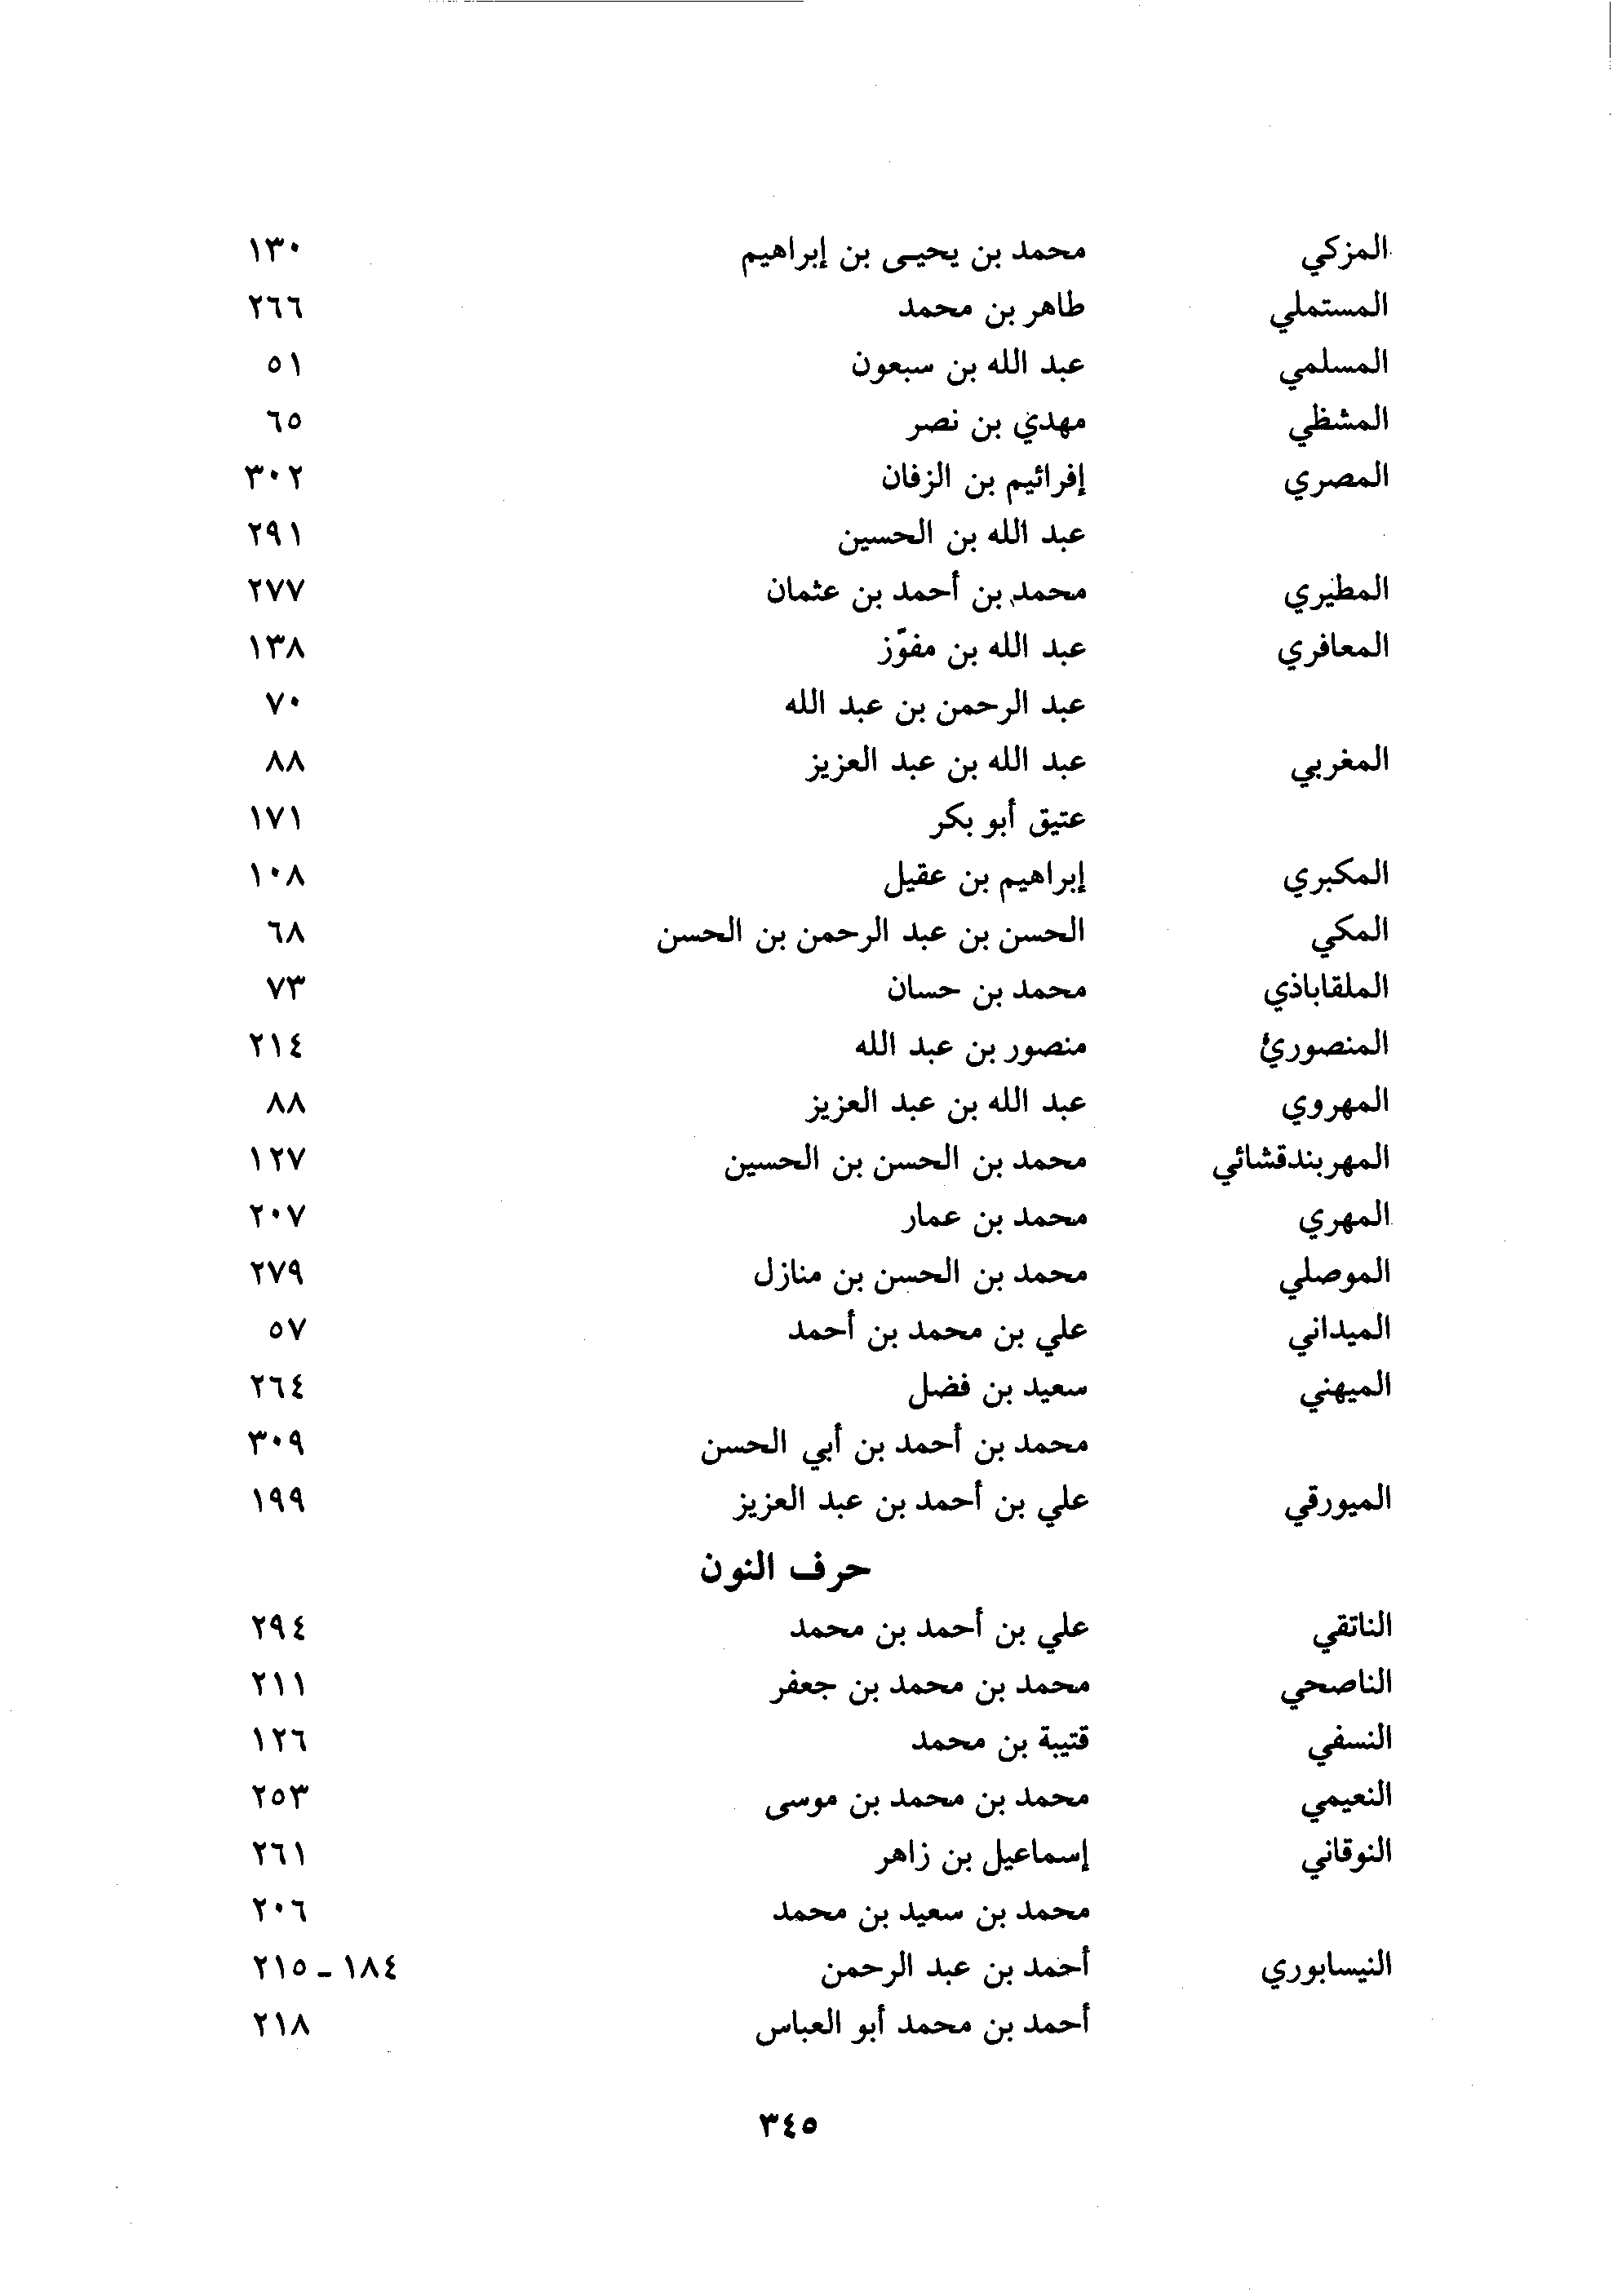 المزكي محمد بن يحيى بن إبراهيم ١٣٠
المستملي طاهر بن محمد ٢٦٦
المسلمي عبد الله بن سبعون ٥١
المشظي مهدي بن نصر ٦٥
المصري إفرائيم بن الزفان ٣٠٢
عبد الله بن الحسين ٢٩١
المطيري محمد بن أحمد بن عثمان ٢٧٧
المعافري عبد الله بن مفوّز ١٣٨
عبد الرحمن بن عبد الله ٧٠
المغربي عبد الله بن عبد العزيز ٨٨
عتيق أبو بكر ١٧١
المكبري إبراهيم بن عقيل ١٠٨
المكي الحسن بن عبد الرحمن بن الحسن ٦٨
الملقاباذي محمد بن حسان ٧٣
المنصوري منصور بن عبد الله ٢١٤
المهروي عبد الله بن عبد العزيز ٨٨
المهربندقشائي محمد بن الحسن بن الحسين ١٢٧
المهري محمد بن عمار ٢٠٧
الموصلي محمد بن الحسن بن منازل ٢٧٩
الميداني علي بن محمد بن أحمد ٥٧
الميهني سعيد بن فضل ٢٦٤
محمد بن أحمد بن أبي الحسن ٣٠٩
الميورقي علي بن أحمد بن عبد العزيز ١٩٩
حرف النون
الناتقي علي بن أحمد بن محمد ٢٩٤
الناصحي محمد بن محمد بن جعفر ٢١١
النسفي قتيبة بن محمد ١٢٦
النعيمي محمد بن محمد بن موسى ٢٥٣
النوقاني إسماعيل بن زاهر ٢٦١
محمد بن سعيد بن محمد ٢٠٦
النيسابوري أحمد بن عبد الرحمن ١٨٤ - ٢١٥
أحمد بن محمد أبو العباس ٢١٨
٣٤٥